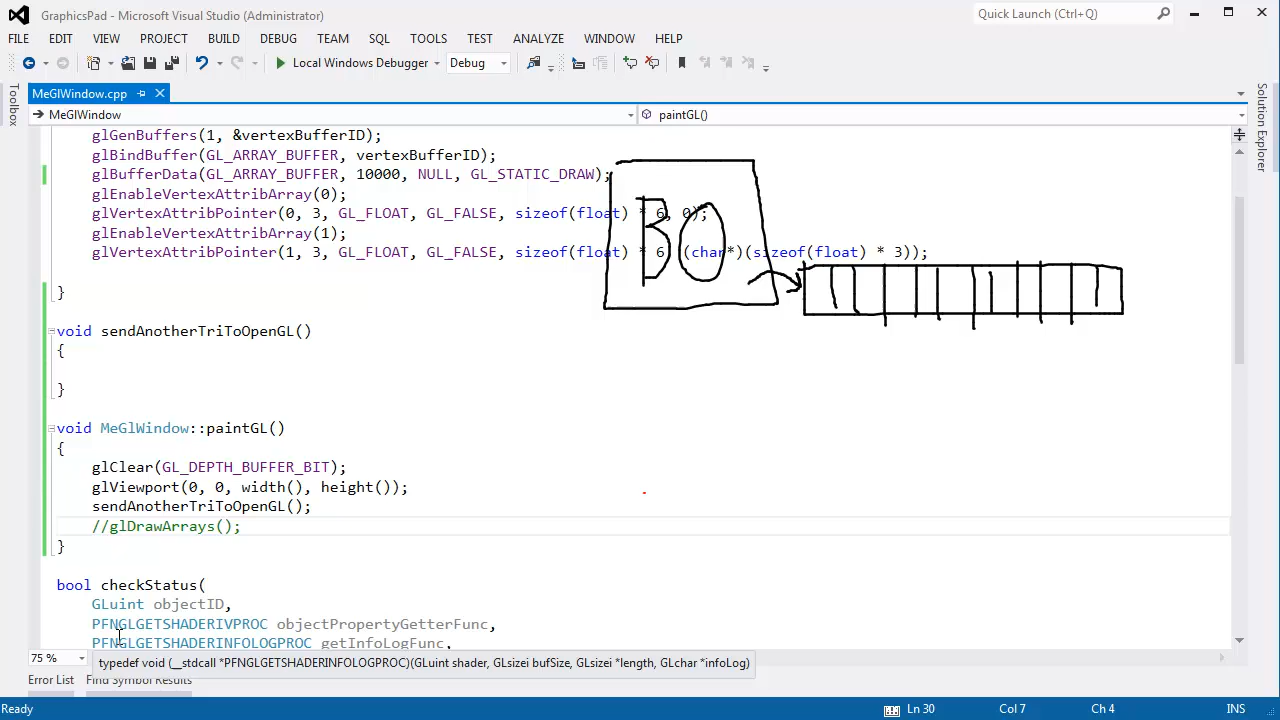 GraphicsPad - Microsoft Visual Studio (Administrator)
Quick Launch (Ctrl+Q)
FILE EDIT VIEW PROJECT BUILD DEBUG TEAM SQL TOOLS TEST ANALYZE WINDOW HELP
Local Windows Debugger Debug
MeGlWindow.cpp
MeGlWindow paintGL()
Toolbox
Solution Explorer
glGenBuffers(1, &vertexBufferID);
glBindBuffer(GL_ARRAY_BUFFER, vertexBufferID);
glBufferData(GL_ARRAY_BUFFER, 10000, NULL, GL_STATIC_DRAW);
glEnableVertexAttribArray(0);
glVertexAttribPointer(0, 3, GL_FLOAT, GL_FALSE, sizeof(float) * 6, 0);
glEnableVertexAttribArray(1);
glVertexAttribPointer(1, 3, GL_FLOAT, GL_FALSE, sizeof(float) * 6, (char*)(sizeof(float) * 3));
BO
}
void sendAnotherTriToOpenGL()
{
}
void MeGlWindow::paintGL()
{
glClear(GL_DEPTH_BUFFER_BIT);
glViewport(0, 0, width(), height());
sendAnotherTriToOpenGL();
//glDrawArrays();
}
bool checkStatus(
GLuint objectID,
PFNGLGETSHADERIVPROC objectPropertyGetterFunc,
PFNGLGETSHADERINFOLOGPROC getInfoLogFunc,
75 %
typedef void (__stdcall *PFNGLGETSHADERINFOLOGPROC)(GLuint shader, GLsizei bufSize, GLsizei *length, GLchar *infoLog)
Error List Find Symbol Results
Ready Ln 30 Col 7 Ch 4 INS